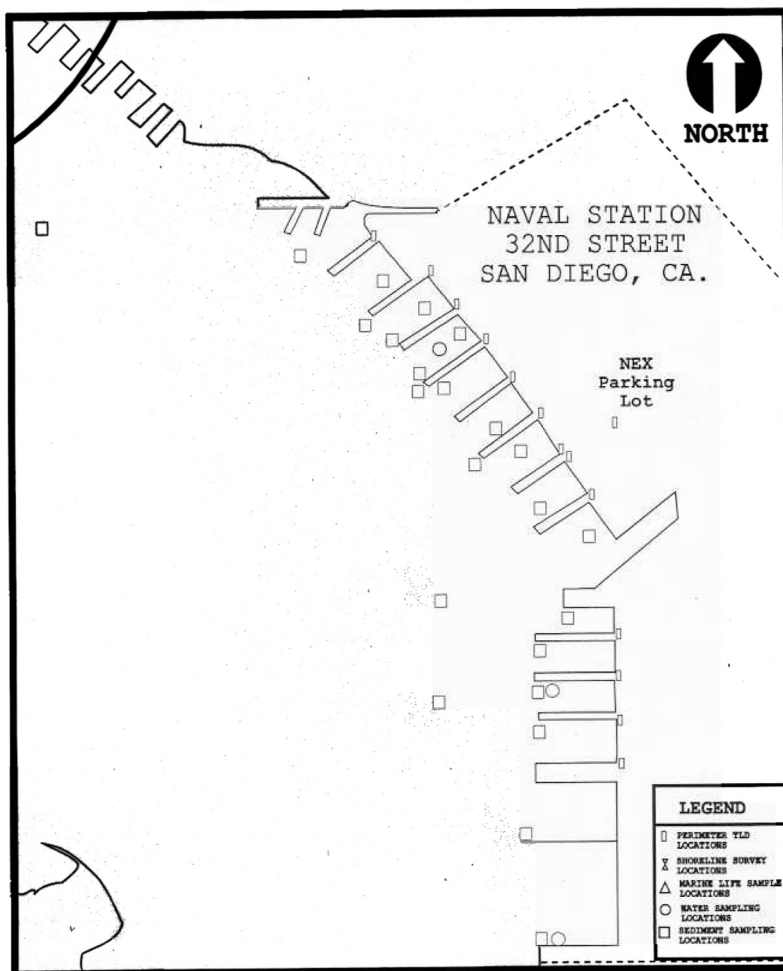 NORTH
NAVAL STATION
32ND STREET
SAN DIEGO, CA.
NEX
Parking
Lot
LEGEND
PERIMETER TLD
LOCATIONS
SHORELINE SURVEY
LOCATIONS
MARINE LIFE SAMPLE
LOCATIONS
WATER SAMPLING
LOCATIONS
SEDIMENT SAMPLING
LOCATIONS